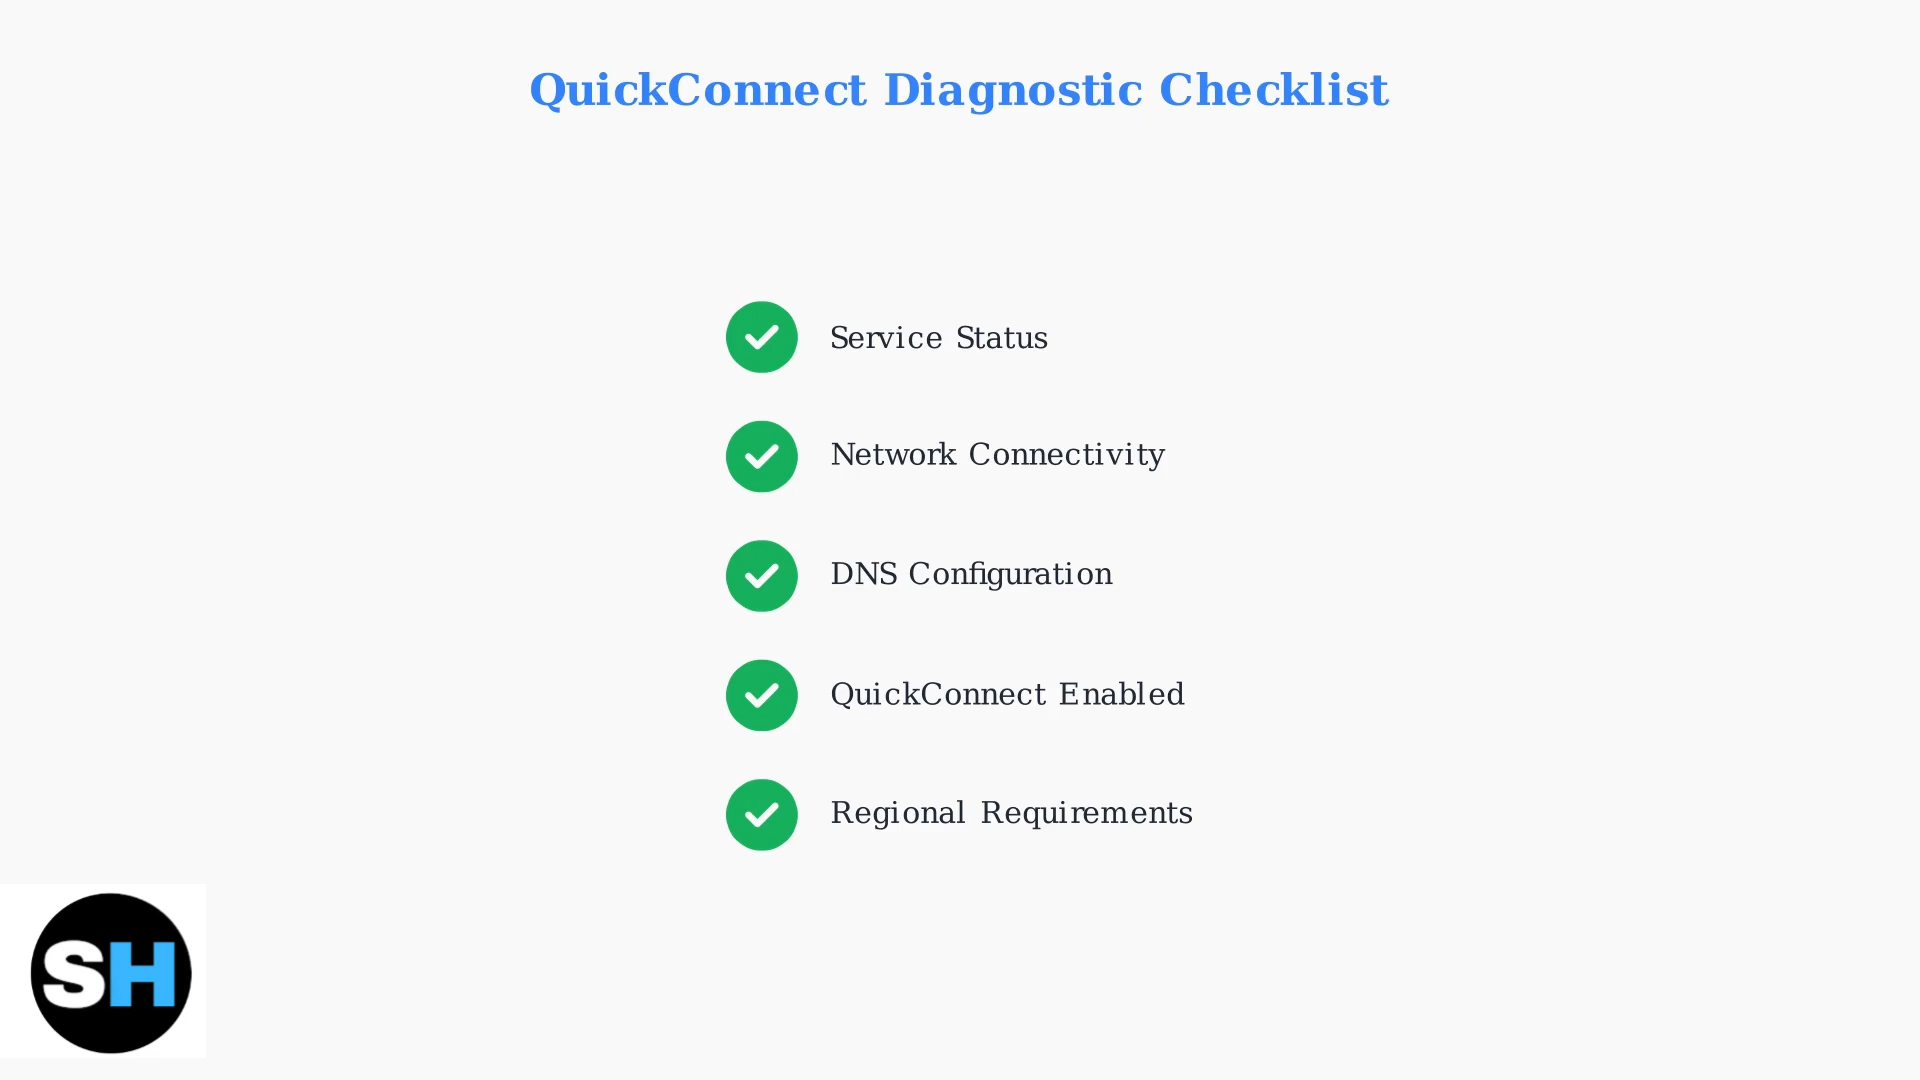 QuickConnect Diagnostic Checklist
Service Status
Network Connectivity
DNS Configuration
QuickConnect Enabled
Regional Requirements
SH